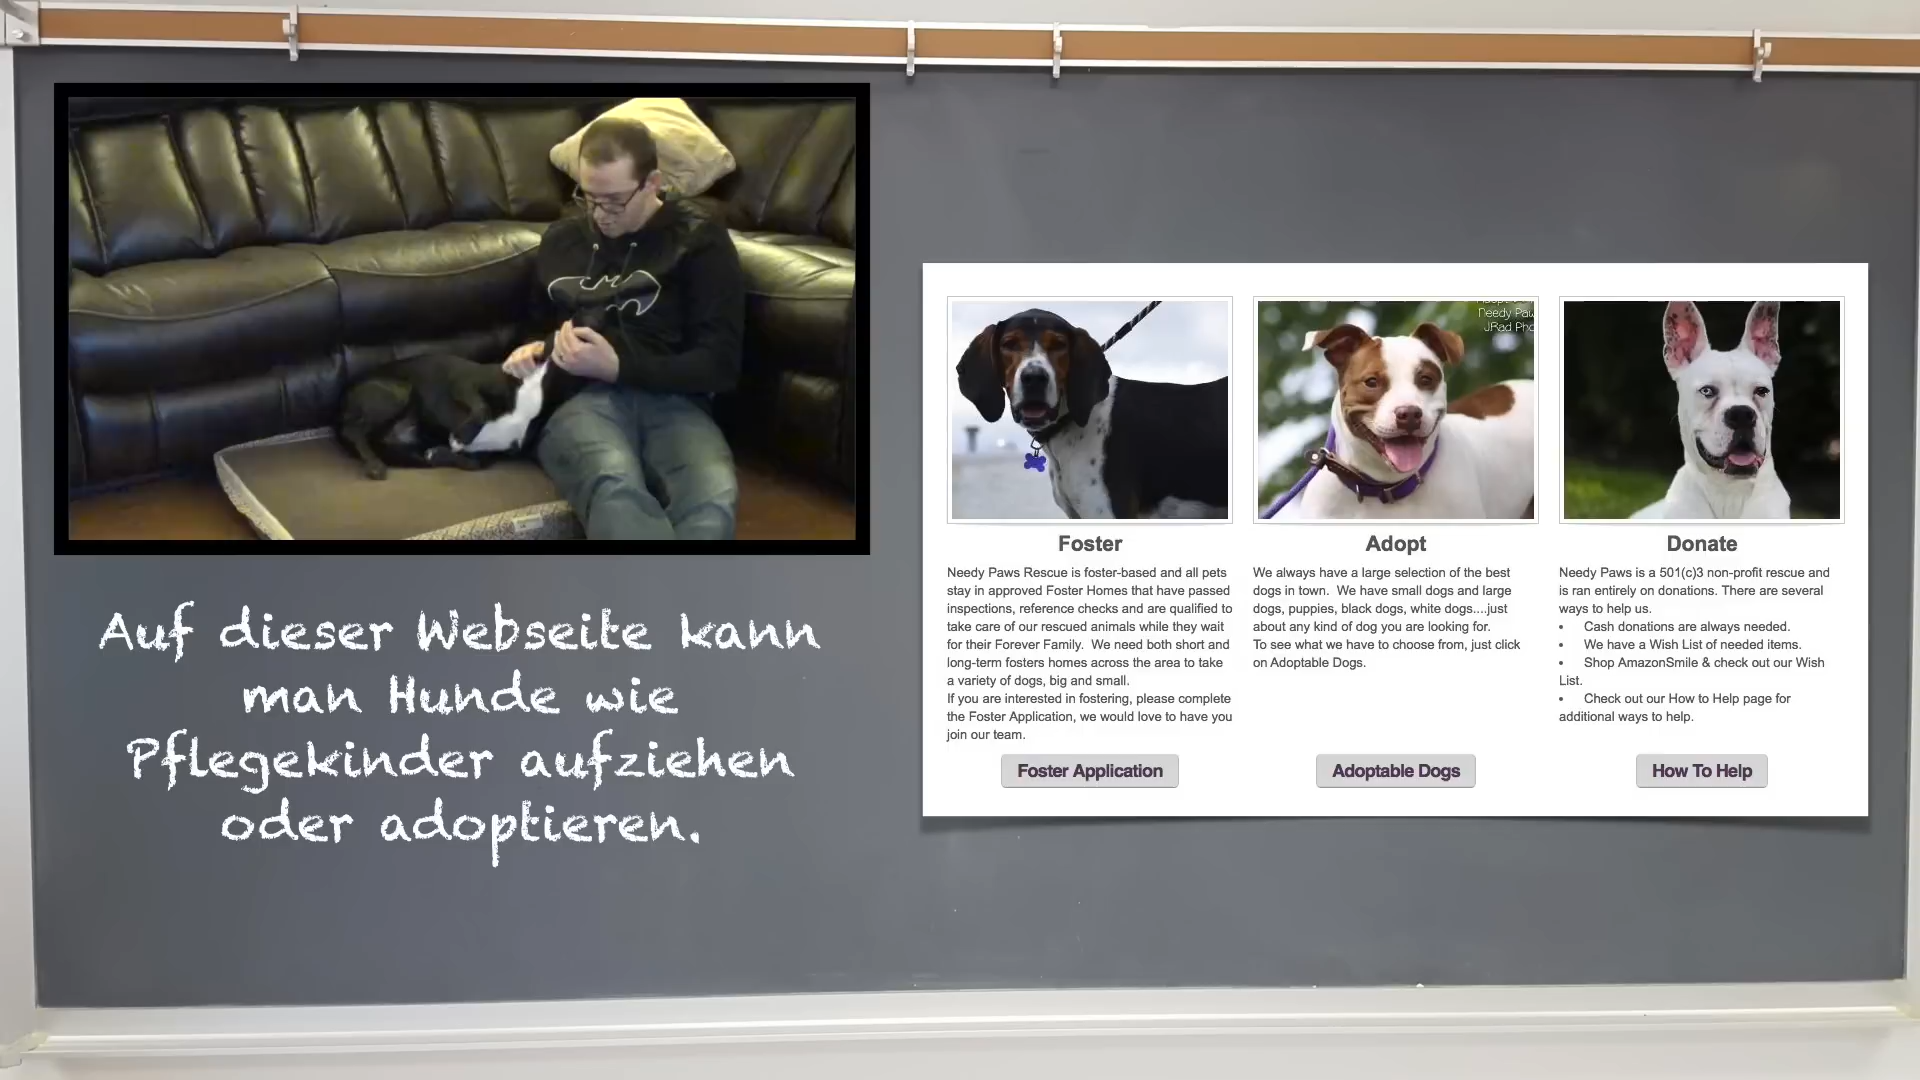 Auf dieser Webseite kann
man Hunde wie
Pflegekinder aufziehen
oder adoptieren.
Needy Paw
JRad Pho
Foster
Needy Paws Rescue is foster-based and all pets
stay in approved Foster Homes that have passed
inspections, reference checks and are qualified to
take care of our rescued animals while they wait
for their Forever Family.  We need both short and
long-term fosters homes across the area to take
a variety of dogs, big and small.
If you are interested in fostering, please complete
the Foster Application, we would love to have you
join our team.
Foster Application
Adopt
We always have a large selection of the best
dogs in town.  We have small dogs and large
dogs, puppies, black dogs, white dogs....just
about any kind of dog you are looking for.
To see what we have to choose from, just click
on Adoptable Dogs.
Adoptable Dogs
Donate
Needy Paws is a 501(c)3 non-profit rescue and
is ran entirely on donations. There are several
ways to help us.
• Cash donations are always needed.
• We have a Wish List of needed items.
• Shop AmazonSmile & check out our Wish
List.
• Check out our How to Help page for
additional ways to help.
How To Help